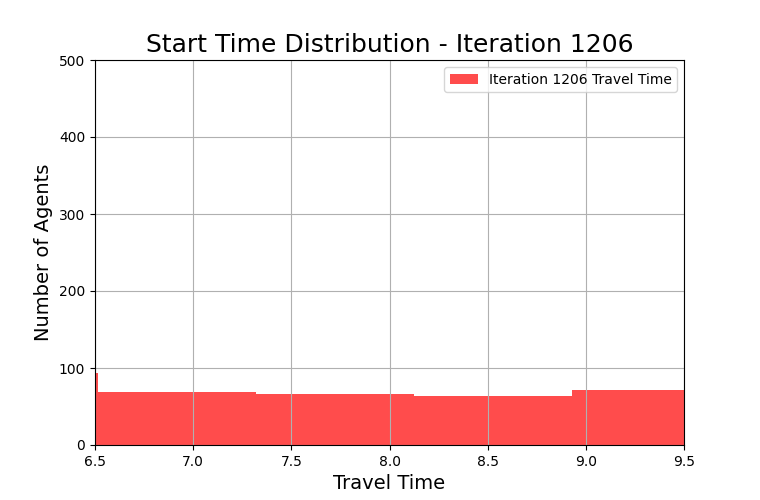 Start Time Distribution - Iteration 1206
500
Iteration 1206 Travel Time
400
300
200
100
0
Number of Agents
6.5 7.0 7.5 8.0 8.5 9.0 9.5
Travel Time